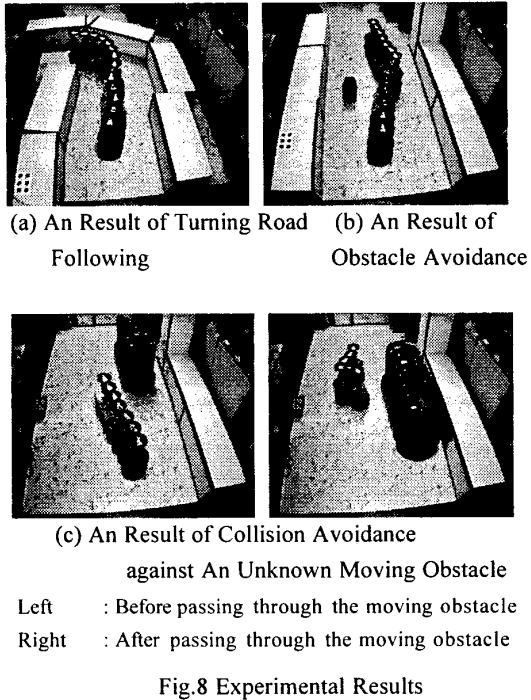 (a) An Result of Turning Road Following
(b) An Result of Obstacle Avoidance
(c) An Result of Collision Avoidance
against An Unknown Moving Obstacle
Left : Before passing through the moving obstacle
Right : After passing through the moving obstacle
Fig.8 Experimental Results